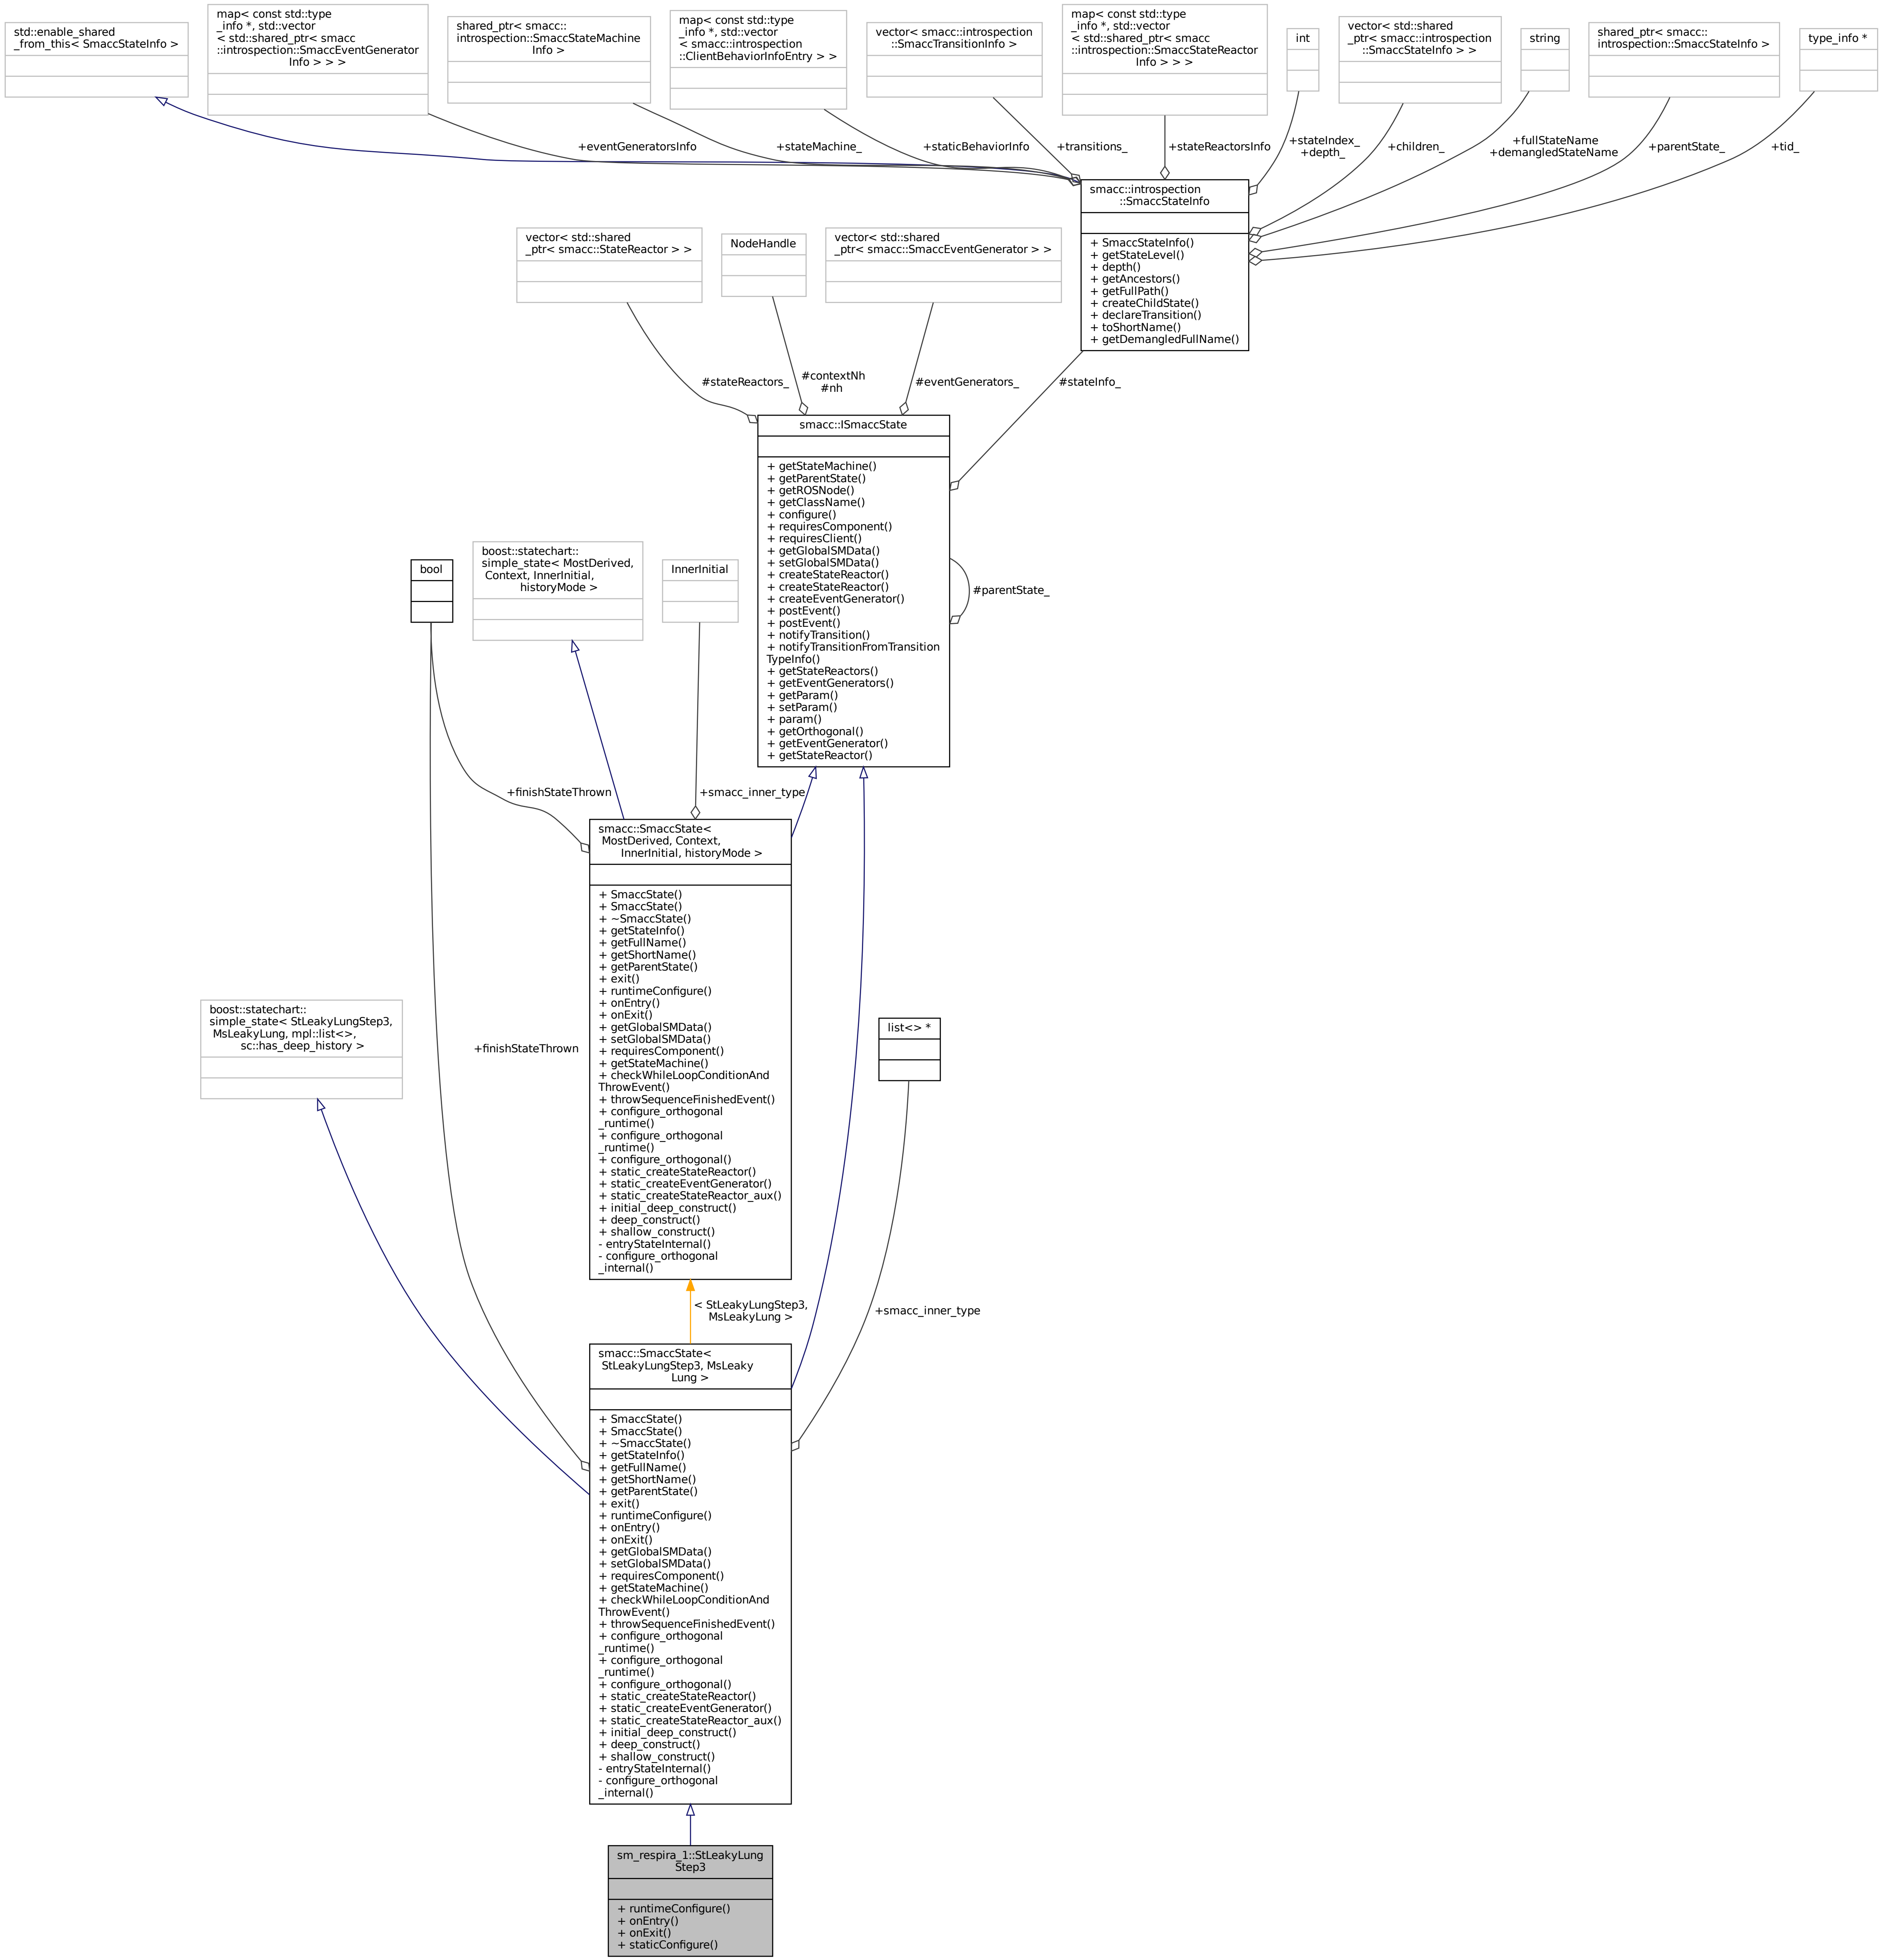 std::enable_shared
_from_this< SmaccStateInfo >
map< const std::type
_info *, std::vector
< std::shared_ptr< smacc
::introspection::SmaccEventGenerator
Info > > >
shared_ptr< smacc::
introspection::SmaccStateMachine
Info >
map< const std::type
_info *, std::vector
< smacc::introspection
::ClientBehaviorInfoEntry > >
vector< smacc::introspection
::SmaccTransitionInfo >
map< const std::type
_info *, std::vector
< std::shared_ptr< smacc
::introspection::SmaccStateReactor
Info > > >
int
vector< std::shared
_ptr< smacc::introspection
::SmaccStateInfo > >
string
shared_ptr< smacc::
introspection::SmaccStateInfo >
type_info *
+eventGeneratorsInfo
+stateMachine_
+staticBehaviorInfo
+transitions_
+stateReactorsInfo
+stateIndex_
+depth_
+children_
+fullStateName
+demangledStateName
+parentState_
+tid_
smacc::introspection
::SmaccStateInfo
+ SmaccStateInfo()
+ getStateLevel()
+ depth()
+ getAncestors()
+ getFullPath()
+ createChildState()
+ declareTransition()
+ toShortName()
+ getDemangledFullName()
vector< std::shared
_ptr< smacc::StateReactor > >
NodeHandle
vector< std::shared
_ptr< smacc::SmaccEventGenerator > >
#stateReactors_
#contextNh
#nh
#eventGenerators_
#stateInfo_
smacc::ISmaccState
+ getStateMachine()
+ getParentState()
+ getROSNode()
+ getClassName()
+ configure()
+ requiresComponent()
+ requiresClient()
+ getGlobalSMData()
+ setGlobalSMData()
+ createStateReactor()
+ createStateReactor()
+ createEventGenerator()
+ postEvent()
+ postEvent()
+ notifyTransition()
+ notifyTransitionFromTransition
TypeInfo()
+ getStateReactors()
+ getEventGenerators()
+ getParam()
+ setParam()
+ param()
+ getOrthogonal()
+ getEventGenerator()
+ getStateReactor()
#parentState_
bool
boost::statechart::
simple_state< MostDerived,
Context, InnerInitial,
historyMode >
InnerInitial
+finishStateThrown
+smacc_inner_type
smacc::SmaccState<
MostDerived, Context,
InnerInitial, historyMode >
+ SmaccState()
+ SmaccState()
+ ~SmaccState()
+ getStateInfo()
+ getFullName()
+ getShortName()
+ getParentState()
+ exit()
+ runtimeConfigure()
+ onEntry()
+ onExit()
+ getGlobalSMData()
+ setGlobalSMData()
+ requiresComponent()
+ getStateMachine()
+ checkWhileLoopConditionAnd
ThrowEvent()
+ throwSequenceFinishedEvent()
+ configure_orthogonal
_runtime()
+ configure_orthogonal
_runtime()
+ configure_orthogonal()
+ static_createStateReactor()
+ static_createEventGenerator()
+ static_createStateReactor_aux()
+ initial_deep_construct()
+ deep_construct()
+ shallow_construct()
- entryStateInternal()
- configure_orthogonal
_internal()
boost::statechart::
simple_state< StLeakyLungStep3,
MsLeakyLung, mpl::list<>,
sc::has_deep_history >
+finishStateThrown
list<> *
< StLeakyLungStep3,
MsLeakyLung >
+smacc_inner_type
smacc::SmaccState<
StLeakyLungStep3, MsLeaky
Lung >
+ SmaccState()
+ SmaccState()
+ ~SmaccState()
+ getStateInfo()
+ getFullName()
+ getShortName()
+ getParentState()
+ exit()
+ runtimeConfigure()
+ onEntry()
+ onExit()
+ getGlobalSMData()
+ setGlobalSMData()
+ requiresComponent()
+ getStateMachine()
+ checkWhileLoopConditionAnd
ThrowEvent()
+ throwSequenceFinishedEvent()
+ configure_orthogonal
_runtime()
+ configure_orthogonal
_runtime()
+ configure_orthogonal()
+ static_createStateReactor()
+ static_createEventGenerator()
+ static_createStateReactor_aux()
+ initial_deep_construct()
+ deep_construct()
+ shallow_construct()
- entryStateInternal()
- configure_orthogonal
_internal()
sm_respira_1::StLeakyLung
Step3
+ runtimeConfigure()
+ onEntry()
+ onExit()
+ staticConfigure()